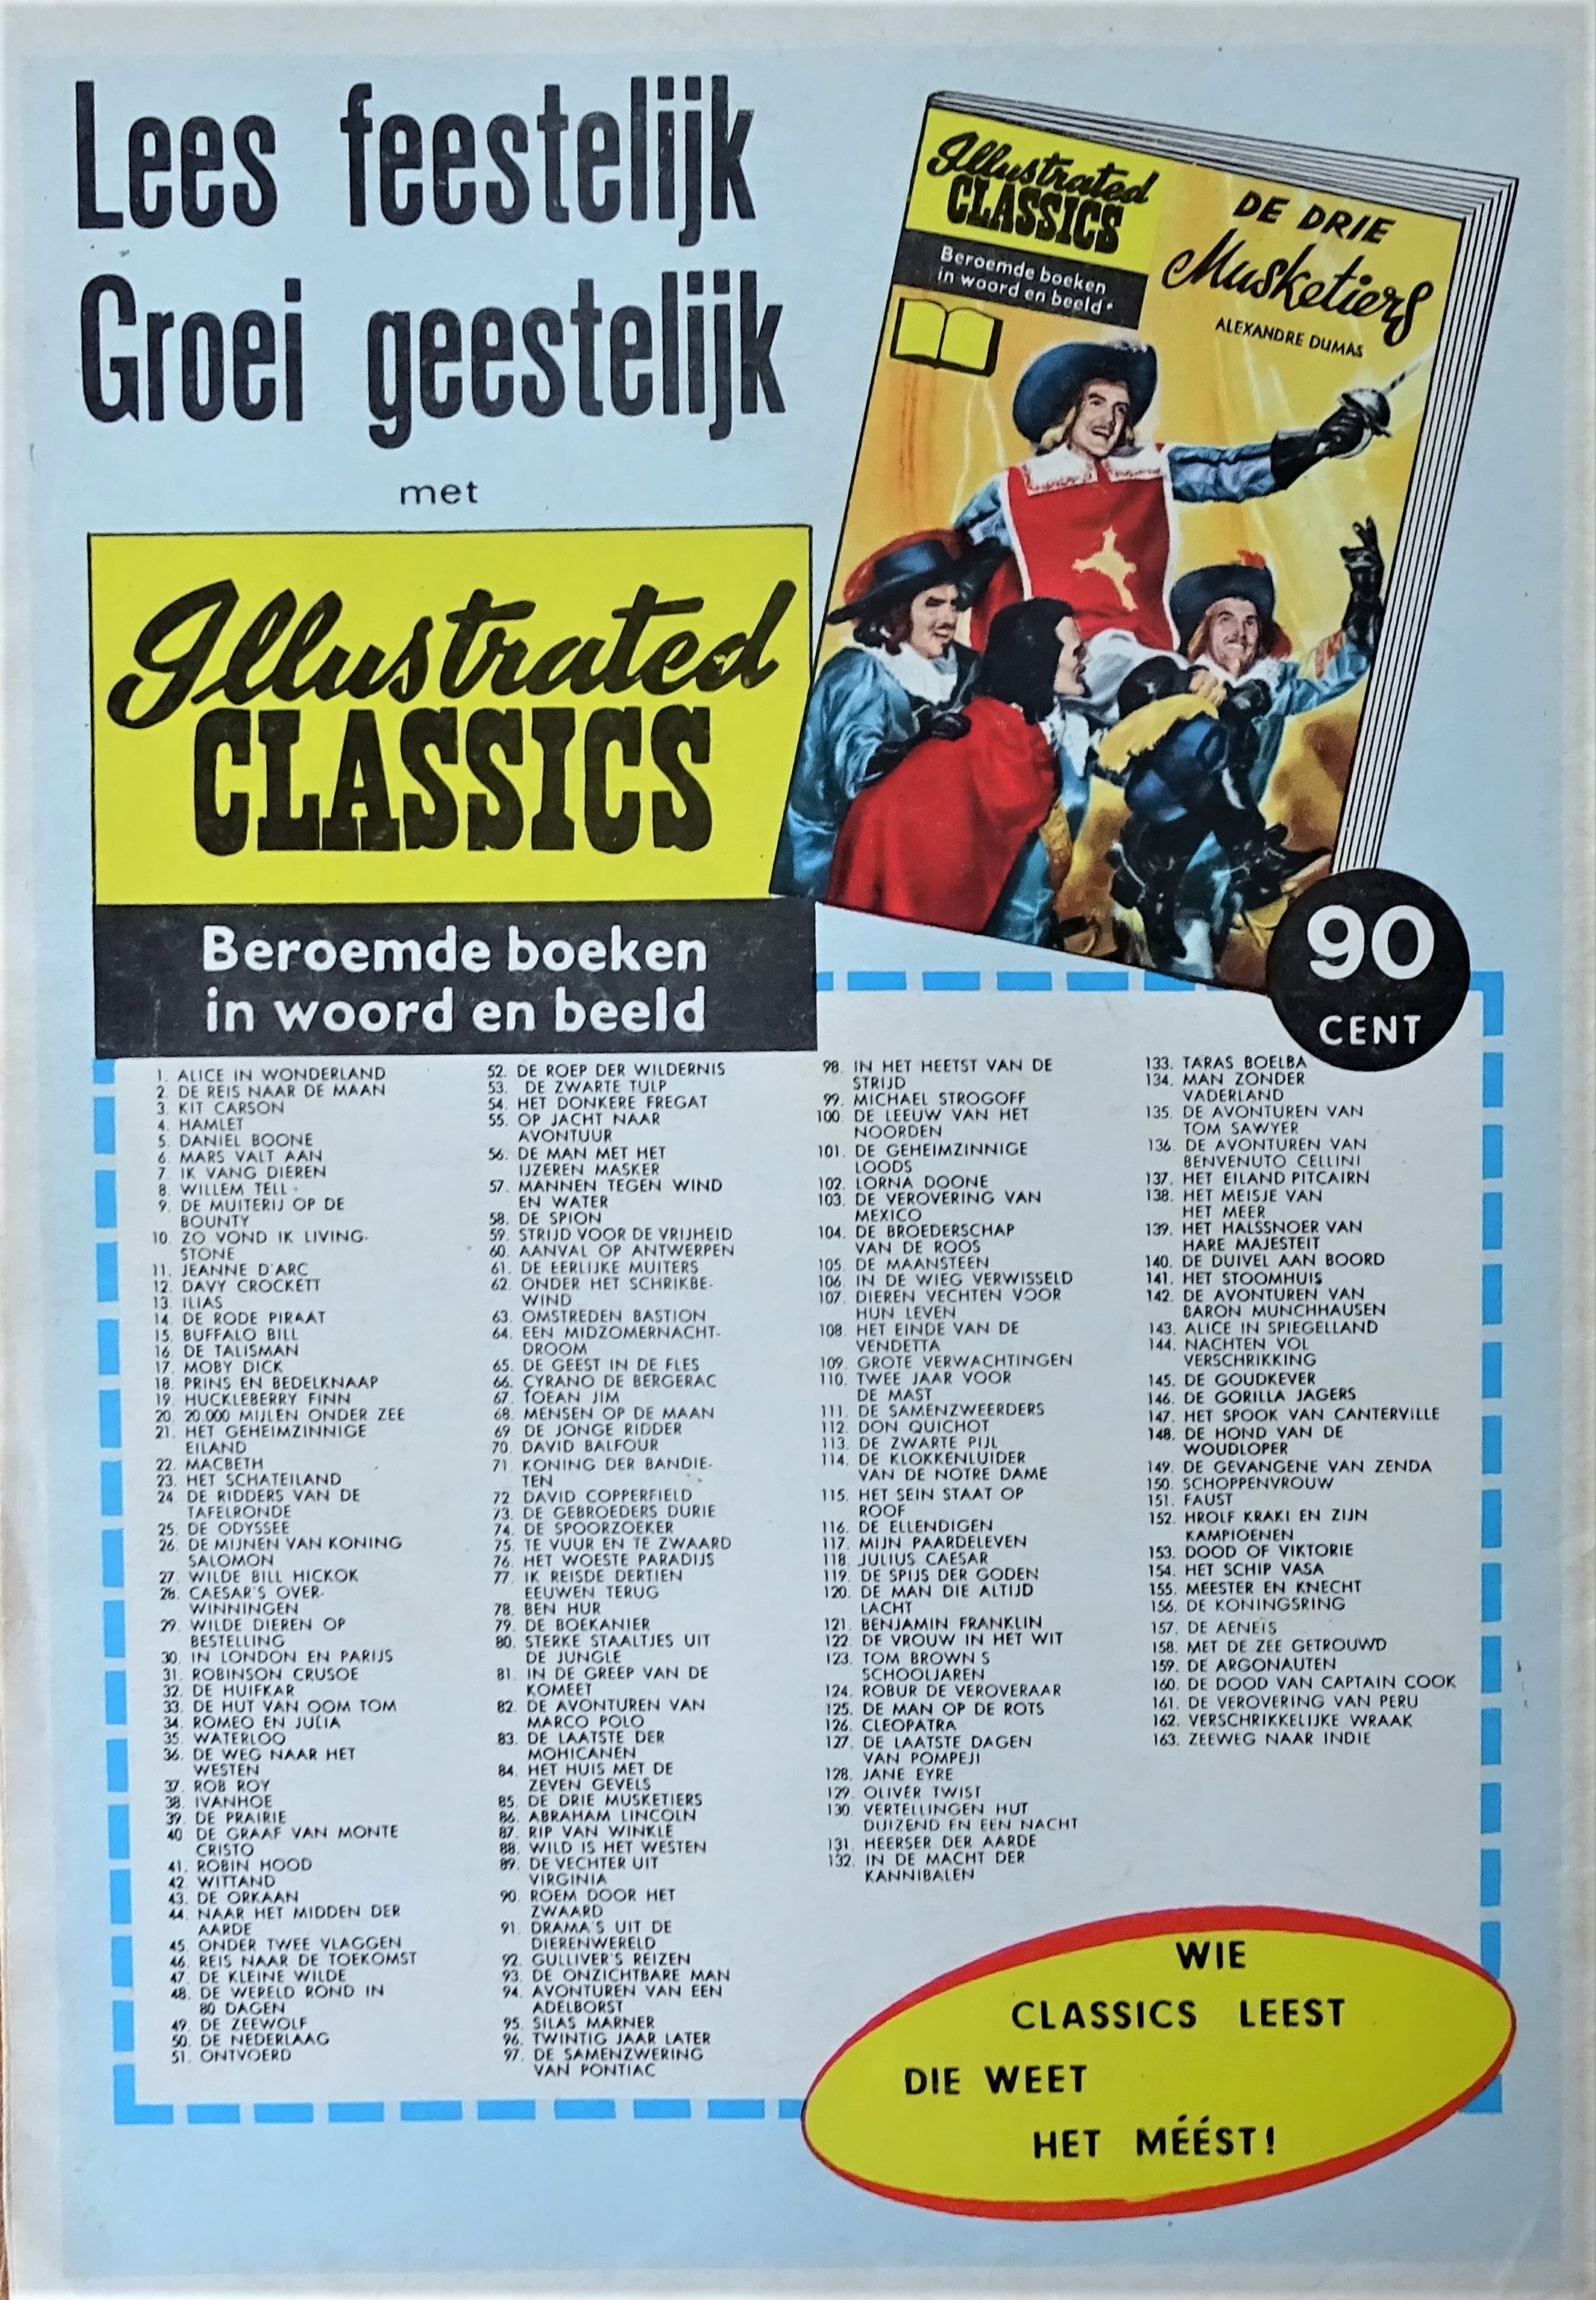 Lees feestelijk
Groei geestelijk
met
Illustrated
CLASSICS
Beroemde boeken
in woord en beeld
Illustrated
CLASSICS
Beroemde boeken
in woord en beeld
DE DRIE
Musketiers
ALEXANDRE DUMAS
90
CENT
1. ALICE IN WONDERLAND
2. DE REIS NAAR DE MAAN
3. KIT CARSON
4. HAMLET
5. DANIEL BOONE
6. MARS VALT AAN
7. IK VANG DIEREN
8. WILLEM TELL
9. DE MUITERIJ OP DE
BOUNTY
10. ZO VOND IK LIVING-
STONE
11. JEANNE D'ARC
12. DAVY CROCKETT
13. ILIAS
14. DE RODE PIRAAT
15. BUFFALO BILL
16. DE TALISMAN
17. MOBY DICK
18. PRINS EN BEDELKNAAP
19. HUCKLEBERRY FINN
20. 20.000 MIJLEN ONDER ZEE
21. HET GEHEIMZINNIGE
EILAND
22. MACBETH
23. HET SCHATEILAND
24. DE RIDDERS VAN DE
TAFELRONDE
25. DE ODYSSEE
26. DE MIJNEN VAN KONING
SALOMON
27. WILDE BILL HICKOK
28. CAESAR'S OVER-
WINNINGEN
29. WILDE DIEREN OP
BESTELLING
30. IN LONDON EN PARIJS
31. ROBINSON CRUSOE
32. DE HUIFKAR
33. DE HUT VAN OOM TOM
34. ROMEO EN JULIA
35. WATERLOO
36. DE WEG NAAR HET
WESTEN
37. ROB ROY
38. IVANHOE
39. DE PRAIRIE
40 DE GRAAF VAN MONTE
CRISTO
41. ROBIN HOOD
42. WITTAND
43. DE ORKAAN
44. NAAR HET MIDDEN DER
AARDE
45. ONDER TWEE VLAGGEN
46. REIS NAAR DE TOEKOMST
47. DE KLEINE WILDE
48. DE WERELD ROND IN
80 DAGEN
49. DE ZEEWOLF
50. DE NEDERLAAG
51. ONTVOERD
52. DE ROEP DER WILDERNIS
53. DE ZWARTE TULP
54. HET DONKERE FREGAT
55. OP JACHT NAAR
AVONTUUR
56. DE MAN MET HET
IJZEREN MASKER
57. MANNEN TEGEN WIND
EN WATER
58. DE SPION
59. STRIJD VOOR DE VRIJHEID
60. AANVAL OP ANTWERPEN
61. DE EERLIJKE MUITERS
62. ONDER HET SCHRIKBE-
WIND
63. OMSTREDEN BASTION
64. EEN MIDZOMERNACHT-
DROOM
65. DE GEEST IN DE FLES
66. CYRANO DE BERGERAC
67. TOEAN JIM
68. MENSEN OP DE MAAN
69 DE JONGE RIDDER
70. DAVID BALFOUR
71. KONING DER BANDIE-
TEN
72. DAVID COPPERFIELD
73. DE GEBROEDERS DURIE
74. DE SPOORZOEKER
75. TE VUUR EN TE ZWAARD
76. HET WOESTE PARADIJS
77. IK REISDE DERTIEN
EEUWEN TERUG
78. BEN HUR
79. DE BOEKANIER
80. STERKE STAALTJES UIT
DE JUNGLE
81. IN DE GREEP VAN DE
KOMEET
82. DE AVONTUREN VAN
MARCO POLO
83. DE LAATSTE DER
MOHICANEN
84. HET HUIS MET DE
ZEVEN GEVELS
85. DE DRIE MUSKETIERS
86. ABRAHAM LINCOLN
87. RIP VAN WINKLE
88. WILD IS HET WESTEN
89. DE VECHTER UIT
VIRGINIA
90. ROEM DOOR HET
ZWAARD
91. DRAMA'S UIT DE
DIERENWERELD
92. GULLIVER'S REIZEN
93. DE ONZICHTBARE MAN
94. AVONTUREN VAN EEN
ADELBORST
95. SILAS MARNER
96. TWINTIG JAAR LATER
97. DE SAMENZWERING
VAN PONTIAC
98. IN HET HEETST VAN DE
STRIJD
99. MICHAEL STROGOFF
100. DE LEEUW VAN HET
NOORDEN
101. DE GEHEIMZINNIGE
LOODS
102. LORNA DOONE
103. DE VEROVERING VAN
MEXICO
104. DE BROEDERSCHAP
VAN DE ROOS
105. DE MAANSTEEN
106. IN DE WIEG VERWISSELD
107. DIEREN VECHTEN VOOR
HUN LEVEN
108. HET EINDE VAN DE
VENDETTA
109. GROTE VERWACHTINGEN
110. TWEE JAAR VOOR
DE MAST
111. DE SAMENZWEERDERS
112. DON QUICHOT
113. DE ZWARTE PIJL
114. DE KLOKKENLUIDER
VAN DE NOTRE DAME
115. HET SEIN STAAT OP
ROOF
116. DE ELLENDIGEN
117. MIJN PAARDELEVEN
118. JULIUS CAESAR
119. DE SPIJS DER GODEN
120. DE MAN DIE ALTIJD
LACHT
121. BENJAMIN FRANKLIN
122. DE VROUW IN HET WIT
123. TOM BROWN S
SCHOOLJAREN
124. ROBUR DE VEROVERAAR
125. DE MAN OP DE ROTS
126. CLEOPATRA
127. DE LAATSTE DAGEN
VAN POMPEJI
128. JANE EYRE
129. OLIVER TWIST
130. VERTELLINGEN HUT
DUIZEND EN EEN NACHT
131. HEERSER DER AARDE
132. IN DE MACHT DER
KANNIBALEN
133. TARAS BOELBA
134. MAN ZONDER
VADERLAND
135. DE AVONTUREN VAN
TOM SAWYER
136. DE AVONTUREN VAN
BENVENUTO CELLINI
137. HET EILAND PITCAIRN
138. HET MEISJE VAN
HET MEER
139. HET HALSSNOER VAN
HARE MAJESTEIT
140. DE DUIVEL AAN BOORD
141. HET STOOMHUIS
142. DE AVONTUREN VAN
BARON MUNCHHAUSEN
143. ALICE IN SPIEGELLAND
144. NACHTEN VOL
VERSCHRIKKING
145. DE GOUDKEVER
146. DE GORILLA JAGERS
147. HET SPOOK VAN CANTERVILLE
148. DE HOND VAN DE
WOUDLOPER
149. DE GEVANGENE VAN ZENDA
150. SCHOPPENVROUW
151. FAUST
152. HROLF KRAKI EN ZIJN
KAMPIOENEN
153. DOOD OF VIKTORIE
154. HET SCHIP VASA
155. MEESTER EN KNECHT
156. DE KONINGSRING
157. DE AENEÏS
158. MET DE ZEE GETROUWD
159. DE ARGONAUTEN
160. DE DOOD VAN CAPTAIN COOK
161. DE VEROVERING VAN PERU
162. VERSCHRIKKELIJKE WRAAK
163. ZEEWEG NAAR INDIE
WIE
CLASSICS LEEST
DIE WEET
HET MÉÉST!